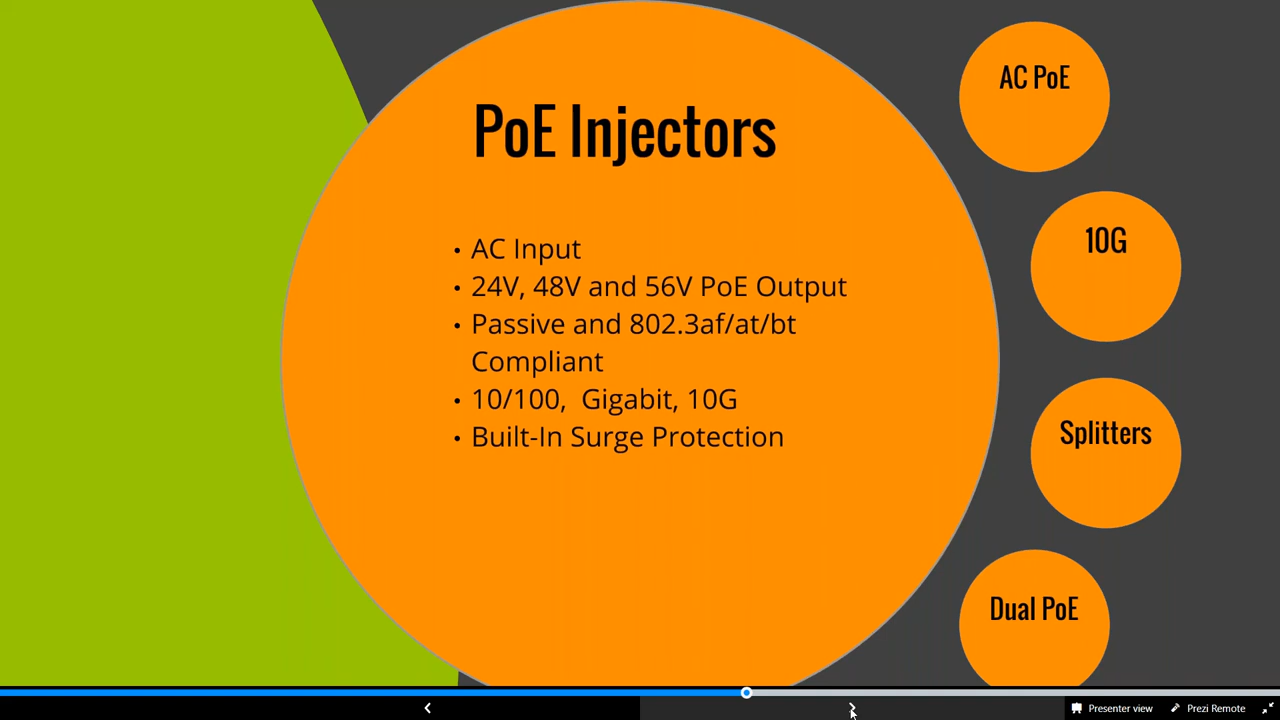 PoE Injectors
• AC Input
• 24V, 48V and 56V PoE Output
• Passive and 802.3af/at/bt
Compliant
• 10/100,  Gigabit, 10G
• Built-In Surge Protection
AC PoE
10G
Splitters
Dual PoE
Presenter view
Prezi Remote